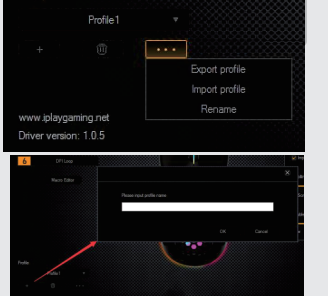 Profile1
+
...
Export profile
Import profile
Rename
www.iplaygaming.net
Driver version: 1.0.5
6 DPI Loop
Macro Editor
Please input profile name
OK Cancel
Profile
Profile1
+ ...